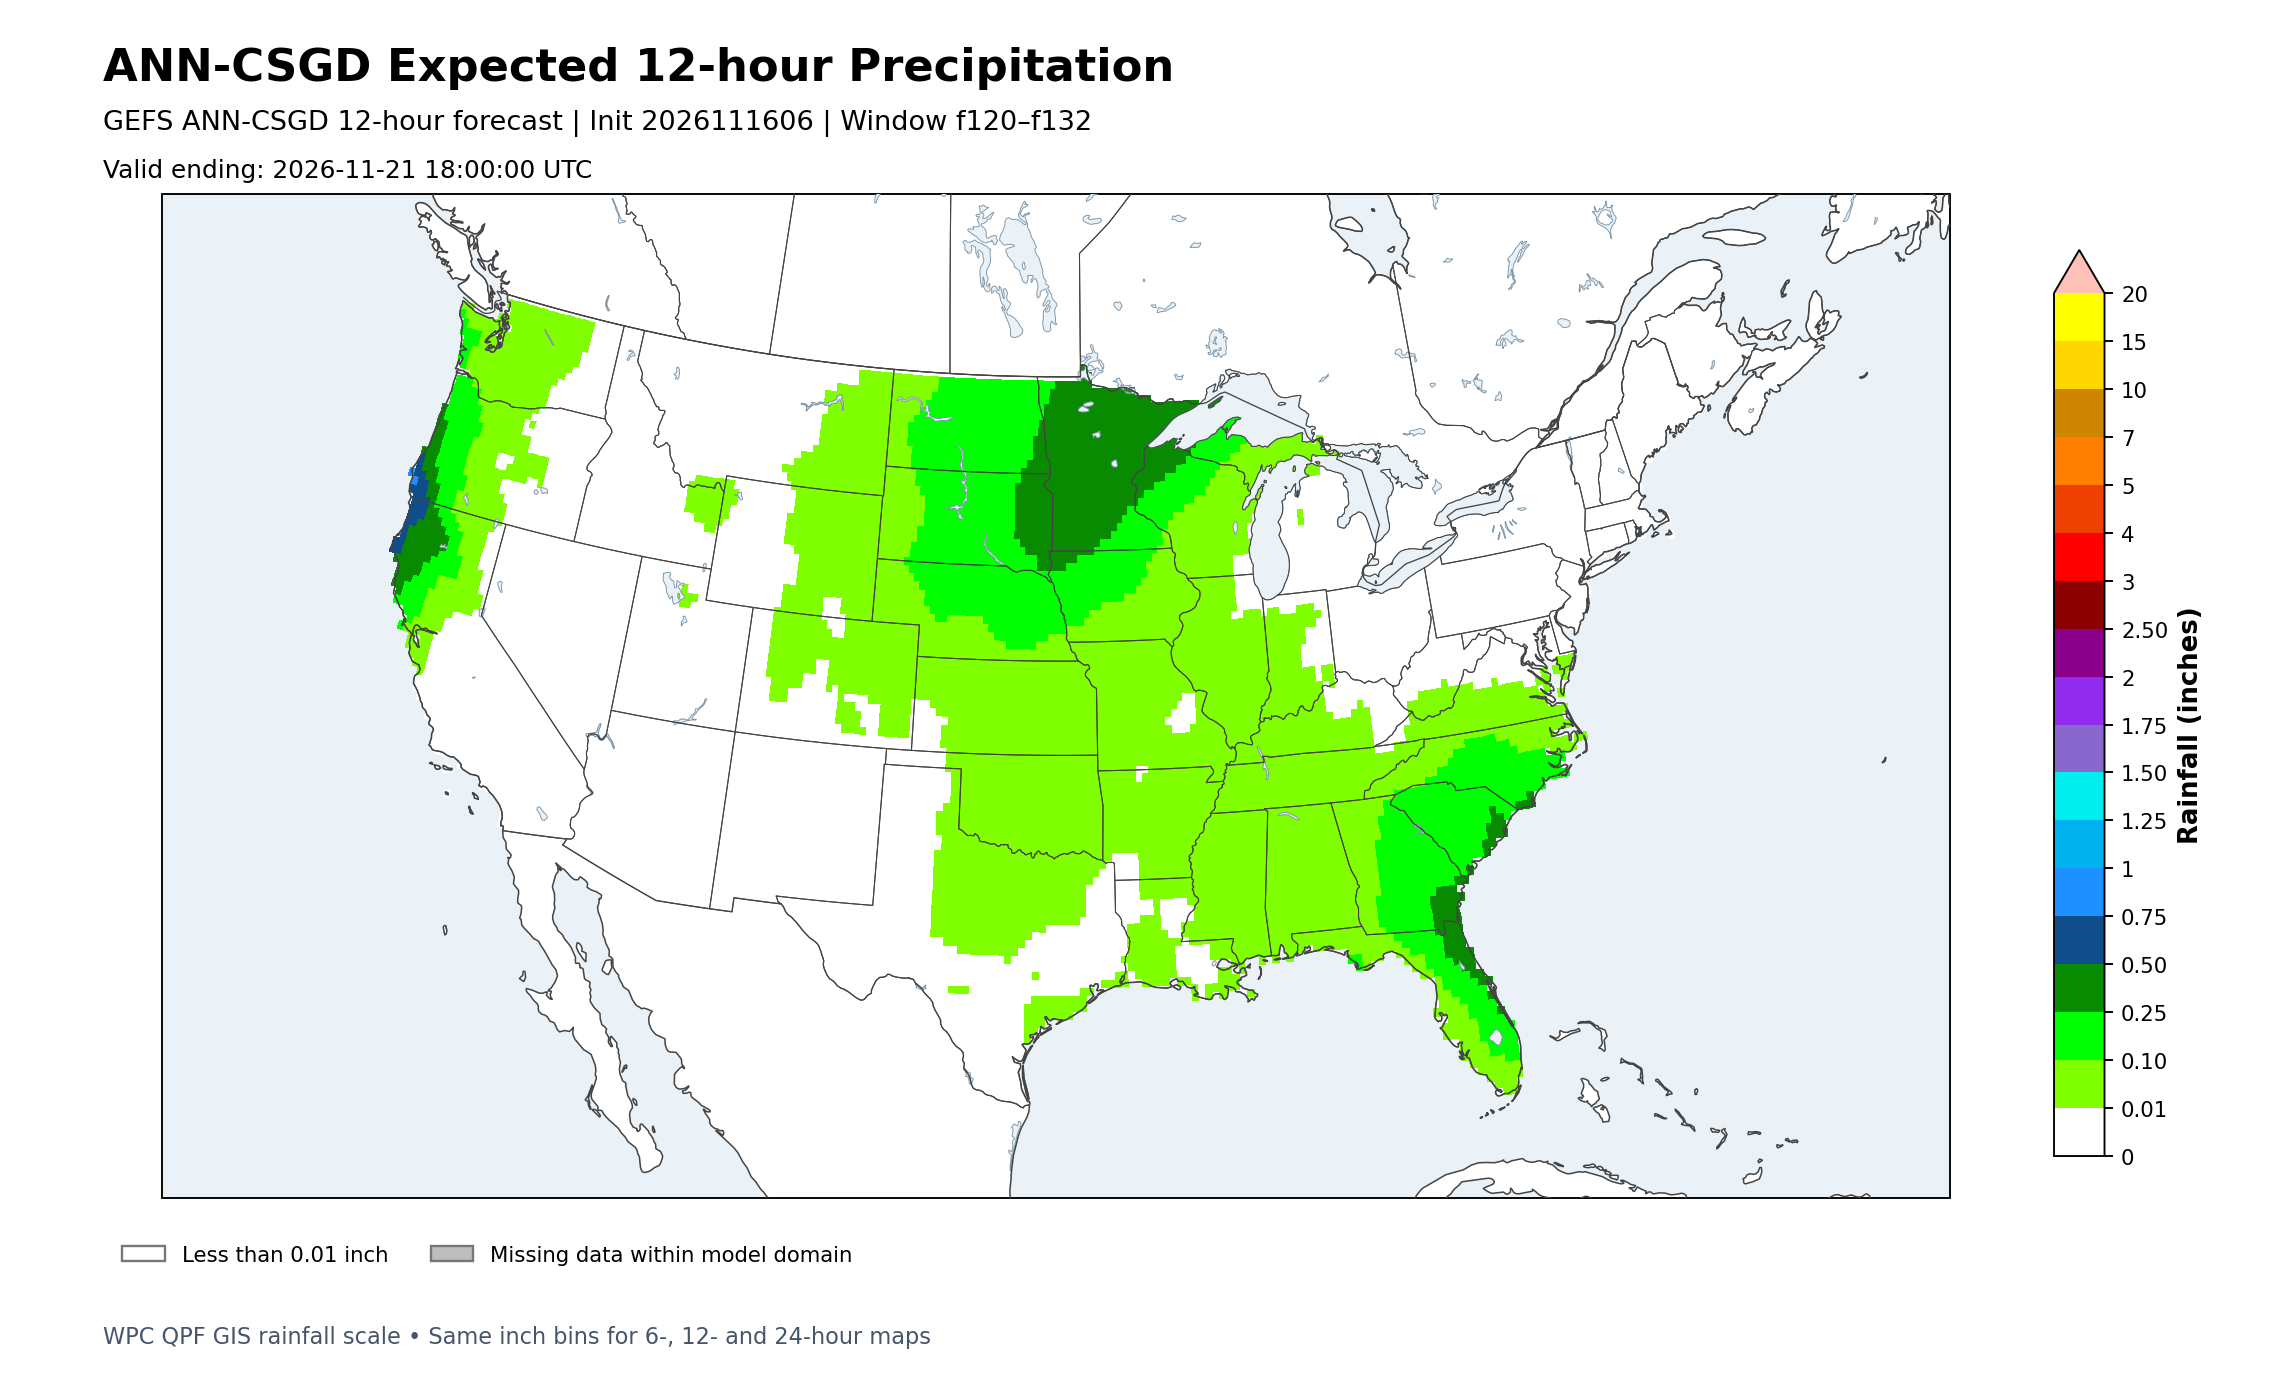 ANN-CSGD Expected 12-hour Precipitation
GEFS ANN-CSGD 12-hour forecast | Init 2026111606 | Window f120–f132
Valid ending: 2026-11-21 18:00:00 UTC
20
15
10
7
5
4
3
2.50
2
1.75
1.50
1.25
1
0.75
0.50
0.25
0.10
0.01
0
Rainfall (inches)
Less than 0.01 inch
Missing data within model domain
WPC QPF GIS rainfall scale • Same inch bins for 6-, 12- and 24-hour maps